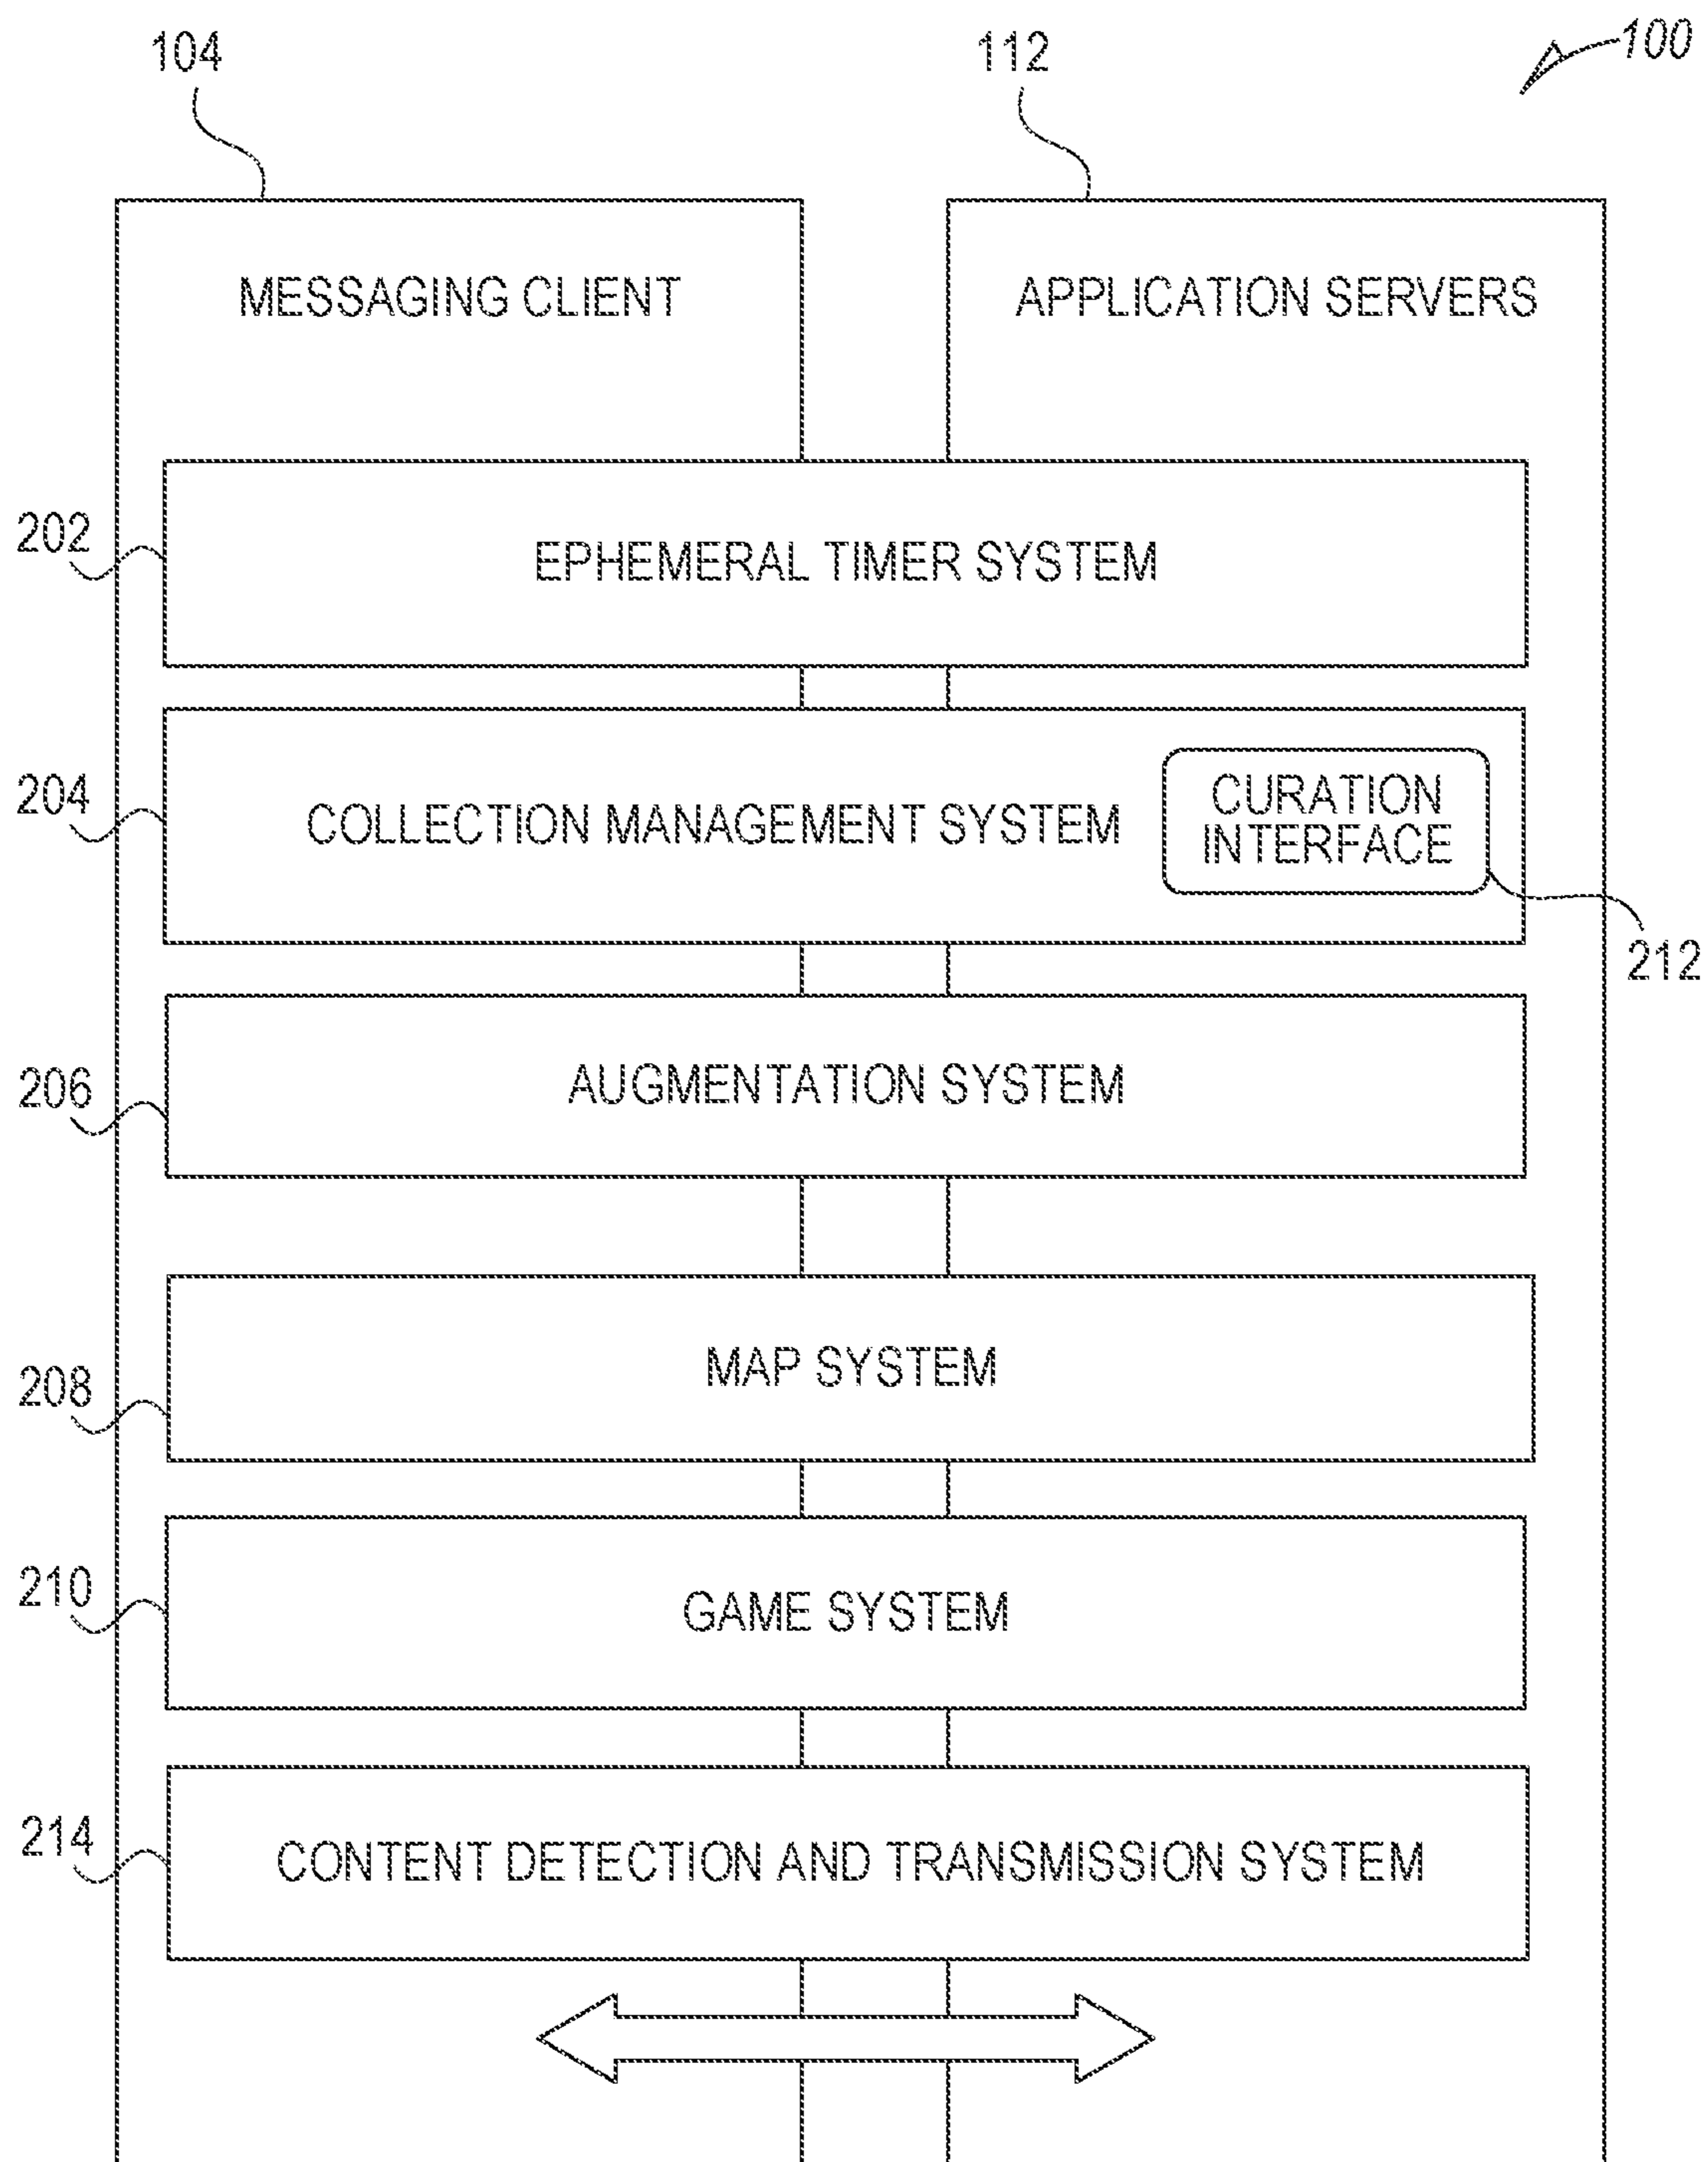 104
112
100
MESSAGING CLIENT
APPLICATION SERVERS
202
EPHEMERAL TIMER SYSTEM
204
COLLECTION MANAGEMENT SYSTEM
CURATION
INTERFACE
212
206
AUGMENTATION SYSTEM
208
MAP SYSTEM
210
GAME SYSTEM
214
CONTENT DETECTION AND TRANSMISSION SYSTEM